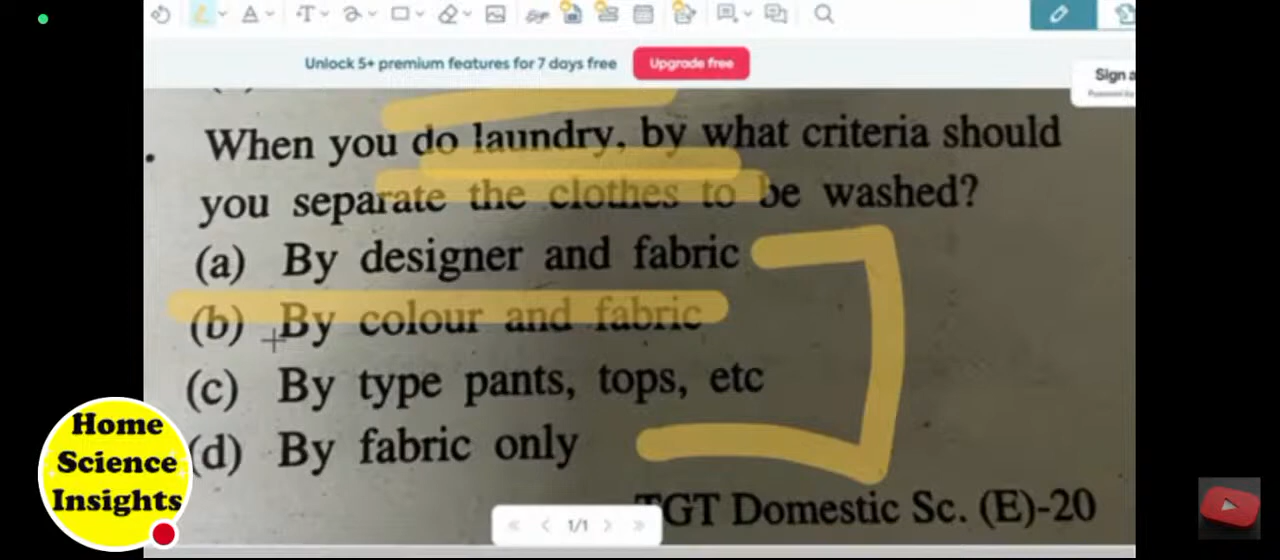 Unlock 5+ premium features for 7 days free
Upgrade free
Sign a
When you do laundry, by what criteria should
you separate the clothes to be washed?
(a) By designer and fabric
(b) By colour and fabric
(c) By type pants, tops, etc
(d) By fabric only
TGT Domestic Sc. (E)-20
1/1
Home
Science
Insights